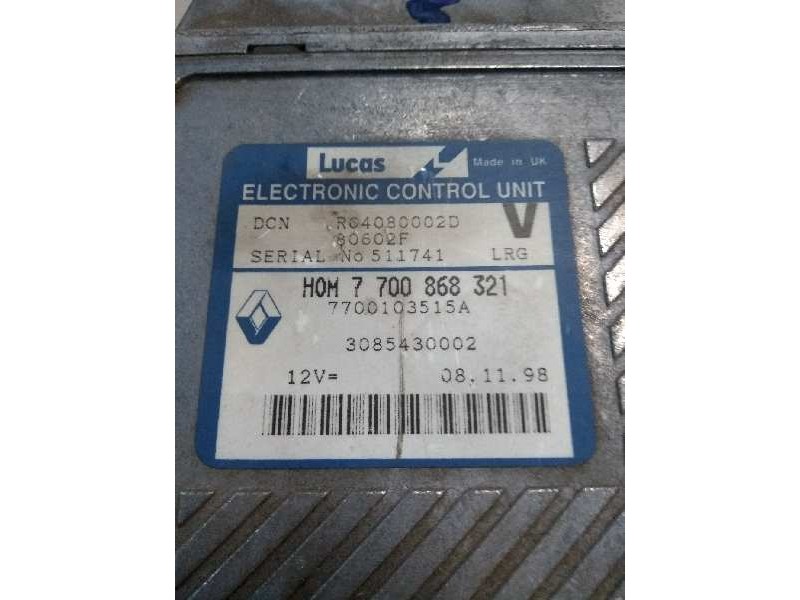 Lucas Made in UK
ELECTRONIC CONTROL UNIT
DCN R04080002D V
80602F
SERIAL No 511741 LRG
HOM 7 700 868 321
7700103515A
3085430002
12V= 08.11.98